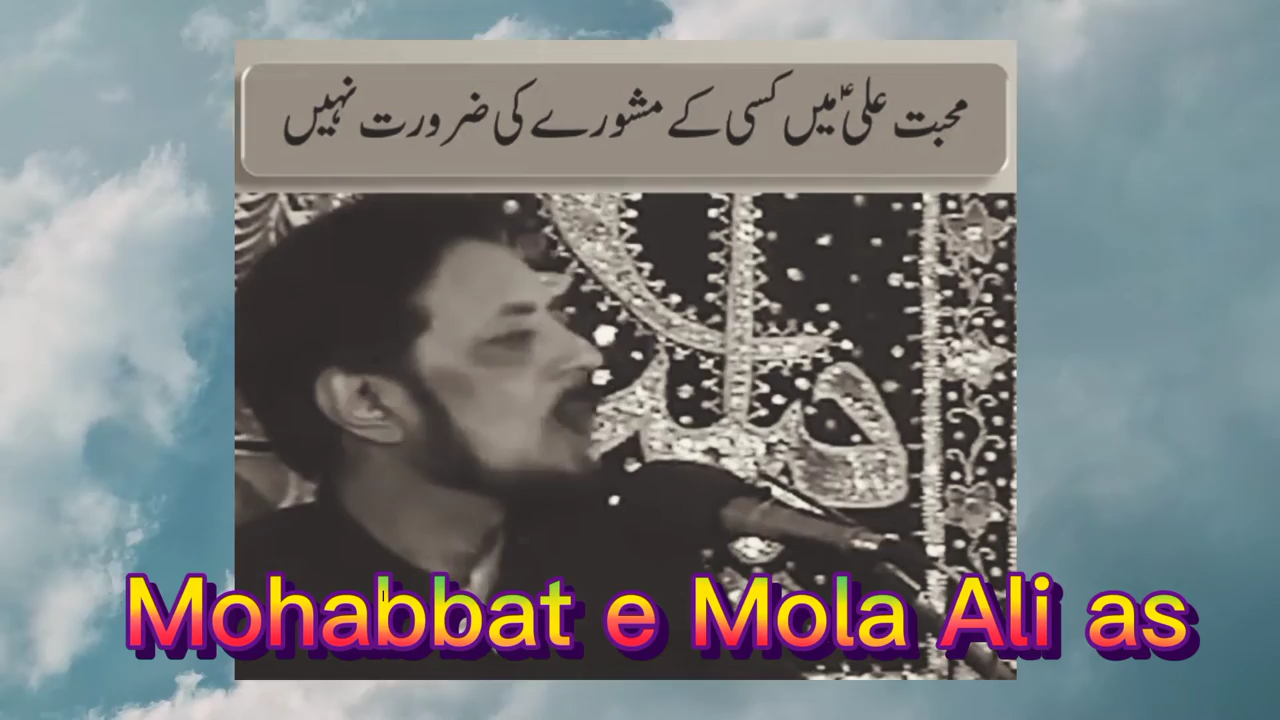 محبت علیؑ میں کسی کے مشورے کی ضرورت نہیں
Mohabbat e Mola Ali as